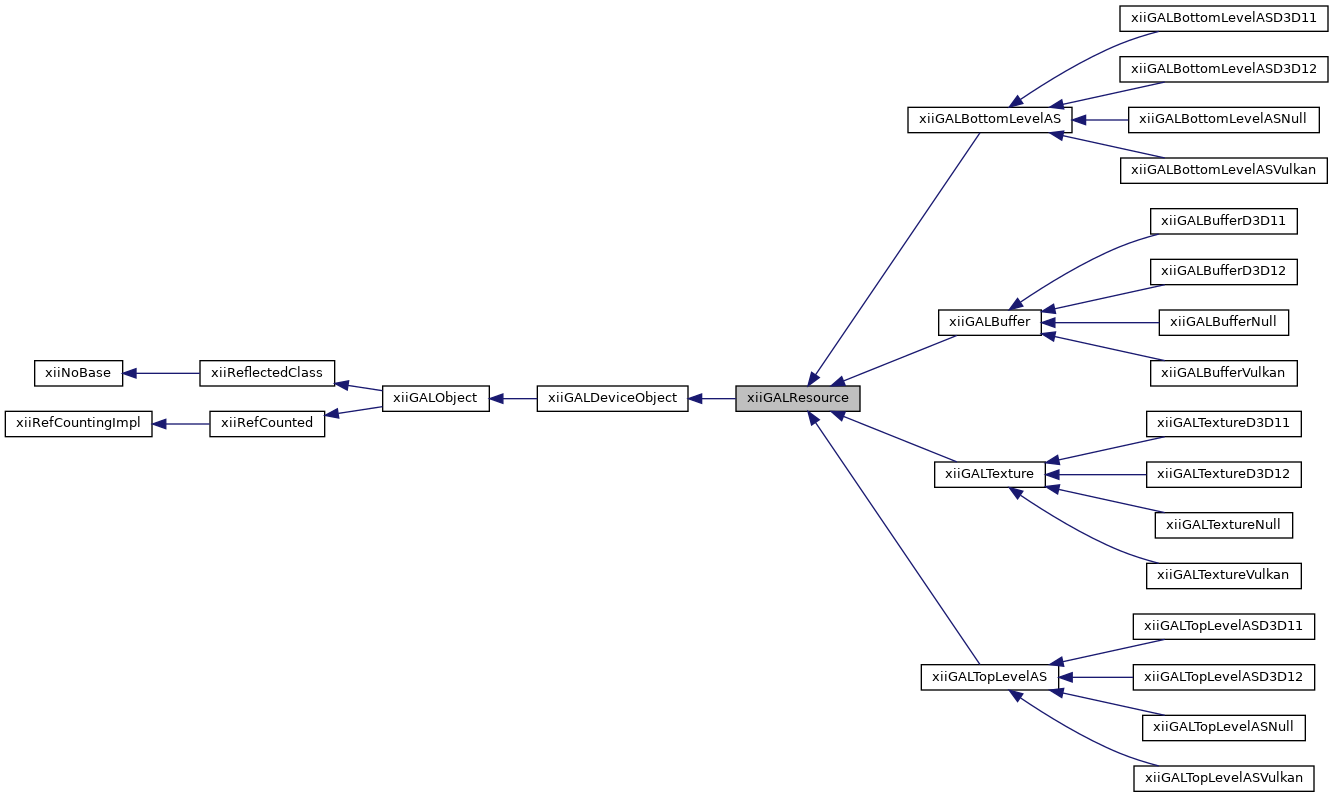 xiiNoBase
xiiRefCountingImpl
xiiReflectedClass
xiiRefCounted
xiiGALObject
xiiGALDeviceObject
xiiGALResource
xiiGALBottomLevelAS
xiiGALBottomLevelASD3D11
xiiGALBottomLevelASD3D12
xiiGALBottomLevelASNull
xiiGALBottomLevelASVulkan
xiiGALBuffer
xiiGALBufferD3D11
xiiGALBufferD3D12
xiiGALBufferNull
xiiGALBufferVulkan
xiiGALTexture
xiiGALTextureD3D11
xiiGALTextureD3D12
xiiGALTextureNull
xiiGALTextureVulkan
xiiGALTopLevelAS
xiiGALTopLevelASD3D11
xiiGALTopLevelASD3D12
xiiGALTopLevelASNull
xiiGALTopLevelASVulkan